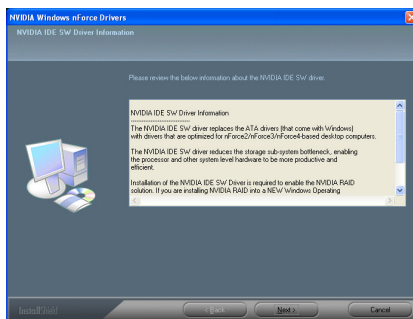 NVIDIA Windows nForce Drivers
NVIDIA IDE SW Driver Information
Please review the below information about the NVIDIA IDE SW driver.
NVIDIA IDE SW Driver Information
--------------------------------
The NVIDIA IDE SW driver replaces the ATA drivers (that come with Windows)
with drivers that are optimized for nForce2/nForce3/nForce4-based desktop computers.
The NVIDIA IDE SW driver reduces the storage sub-system bottleneck, enabling
the processor and other system level hardware to be more productive and
efficient.
Installation of the NVIDIA IDE SW Driver is required to enable the NVIDIA RAID
solution. If you are installing NVIDIA RAID into a NEW Windows Operating
InstallShield
< Back
Next >
Cancel